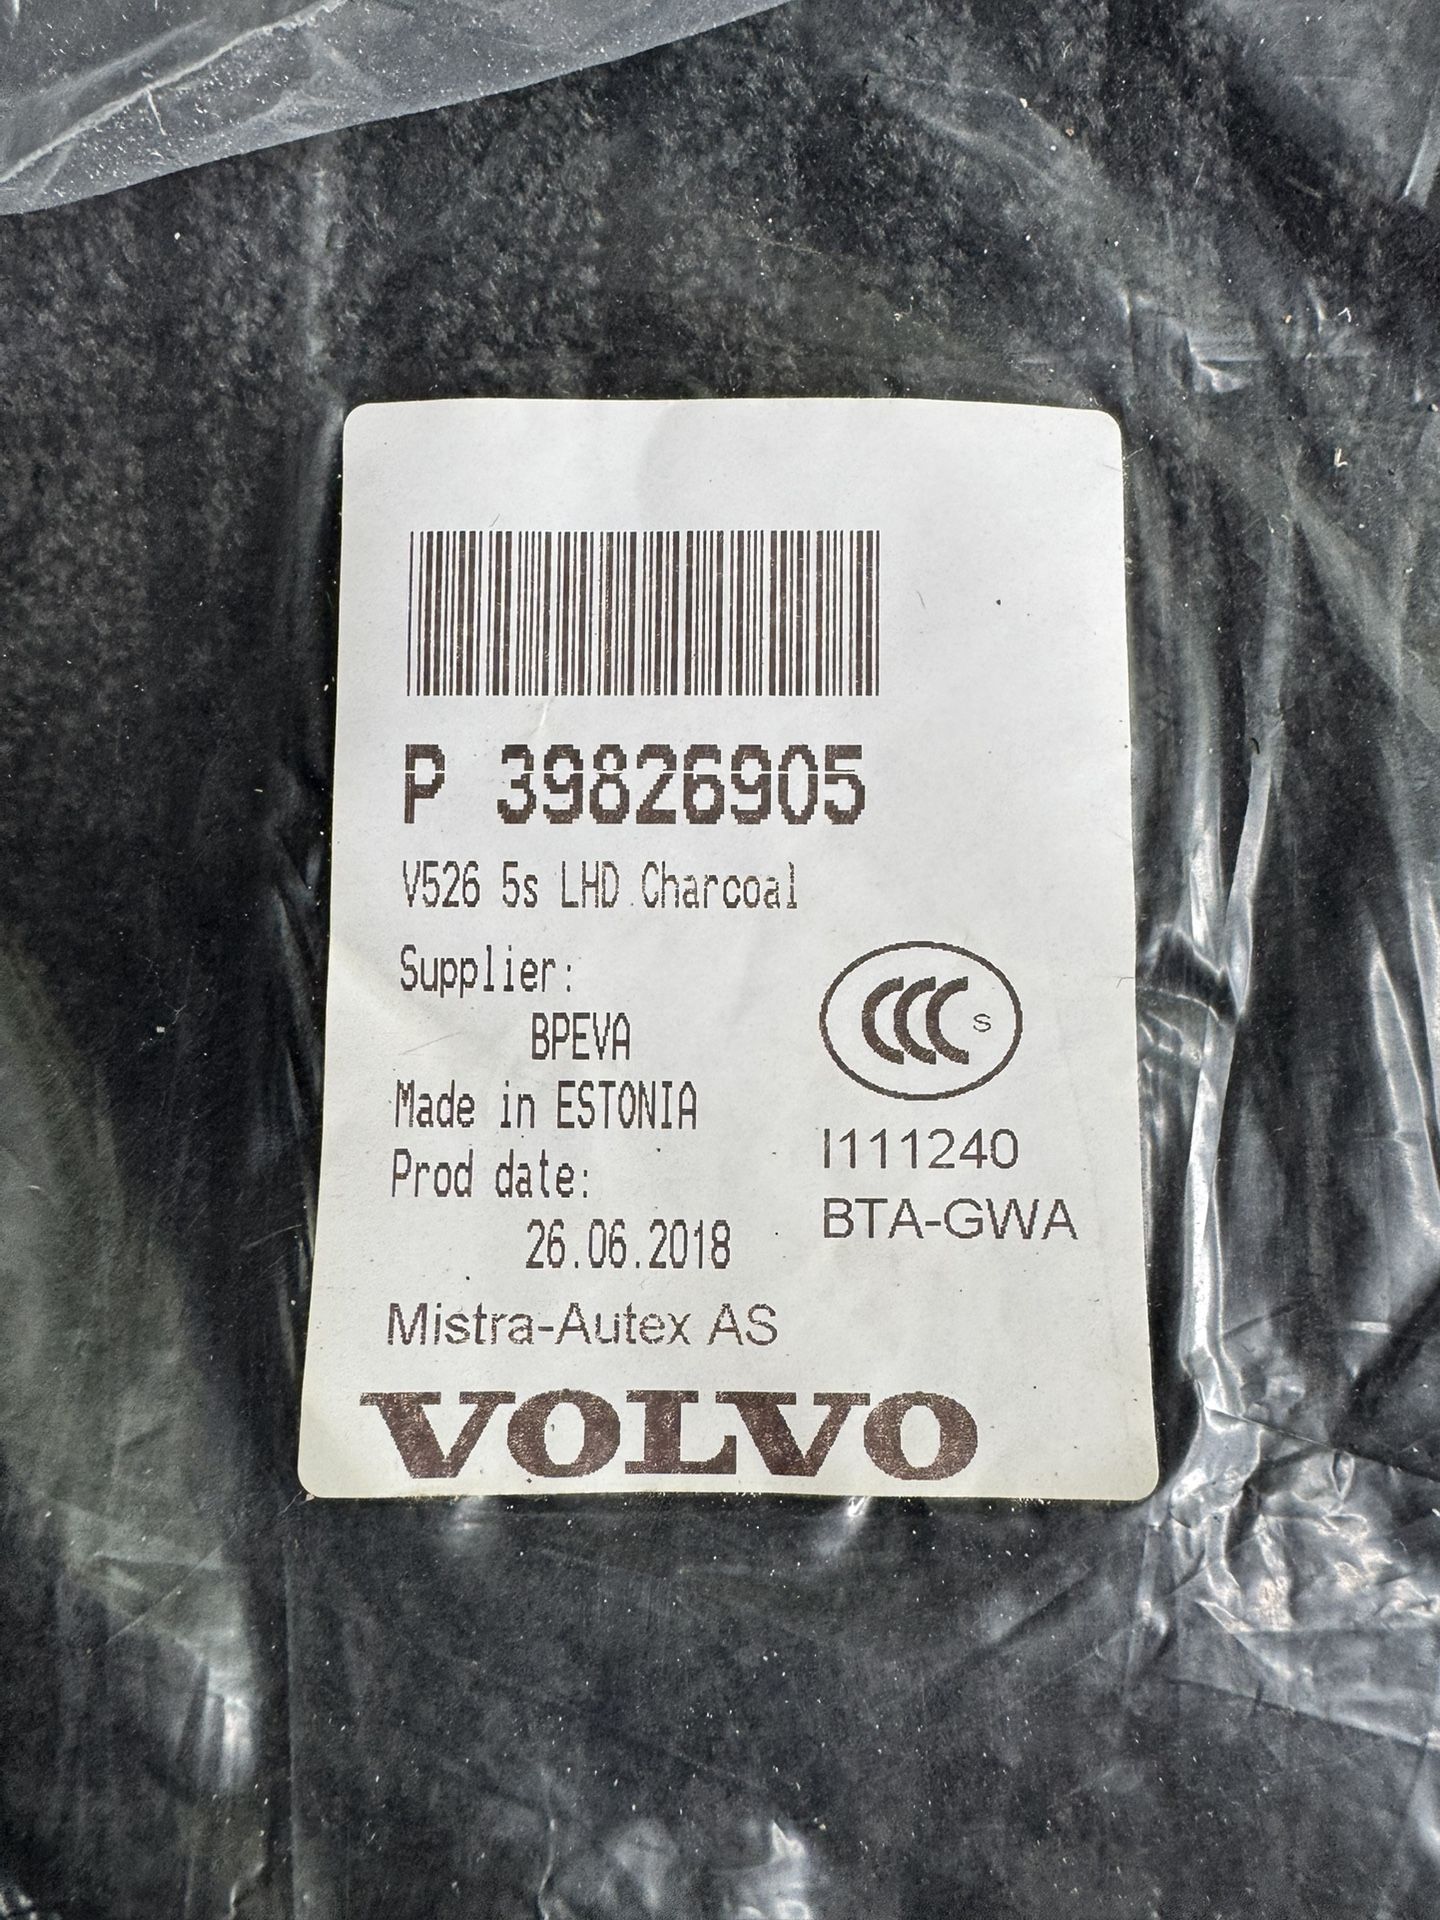 P 39826905
V526 5s LHD Charcoal
Supplier:
BPEVA
Made in ESTONIA
Prod date:
26.06.2018
CCC S
I111240
BTA-GWA
Mistra-Autex AS
VOLVO